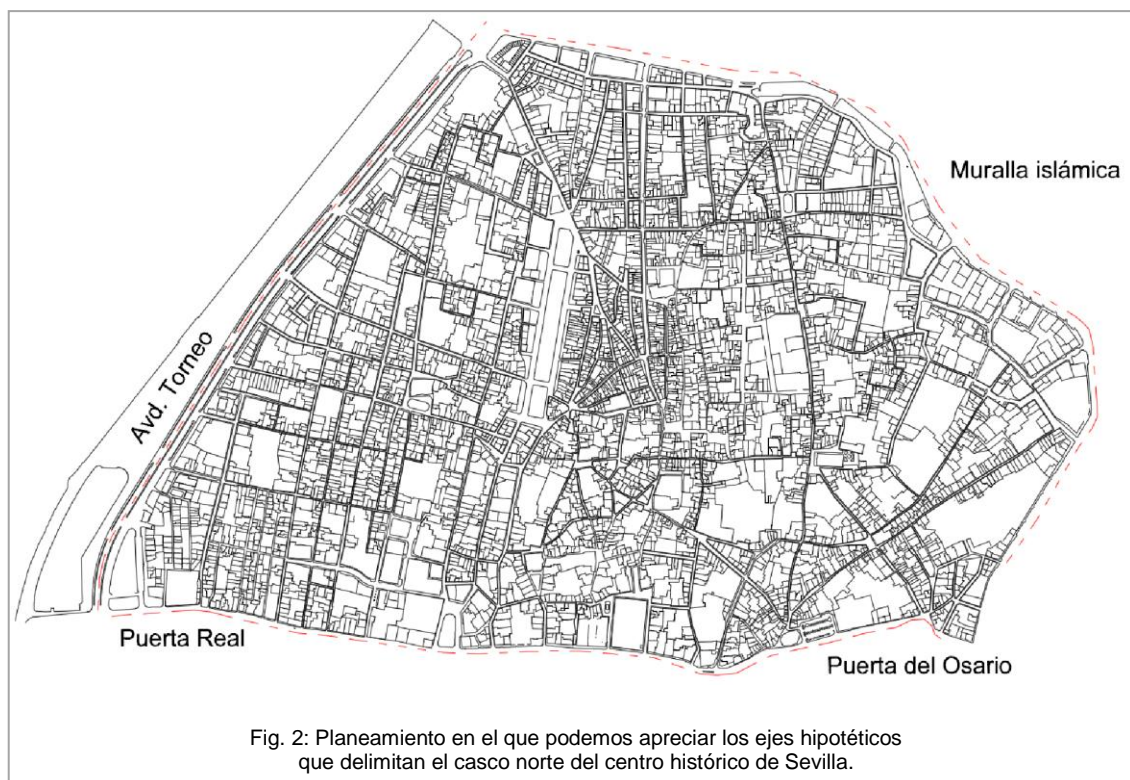 Muralla islámica
Avd. Torneo
Puerta Real
Puerta del Osario
Fig. 2: Planeamiento en el que podemos apreciar los ejes hipotéticos
que delimitan el casco norte del centro histórico de Sevilla.